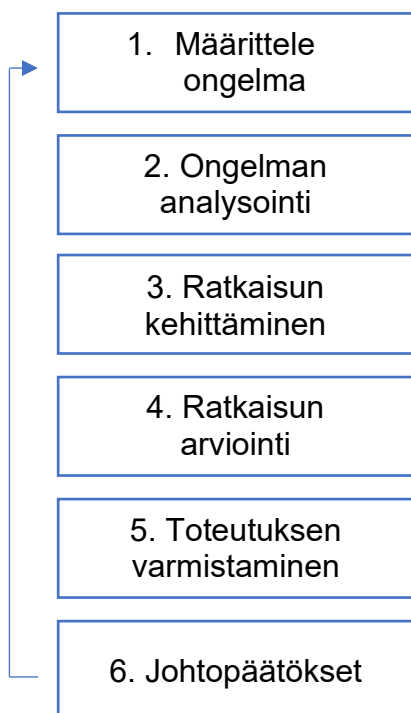 1. Määrittele
ongelma
2. Ongelman
analysointi
3. Ratkaisun
kehittäminen
4. Ratkaisun
arviointi
5. Toteutuksen
varmistaminen
6. Johtopäätökset